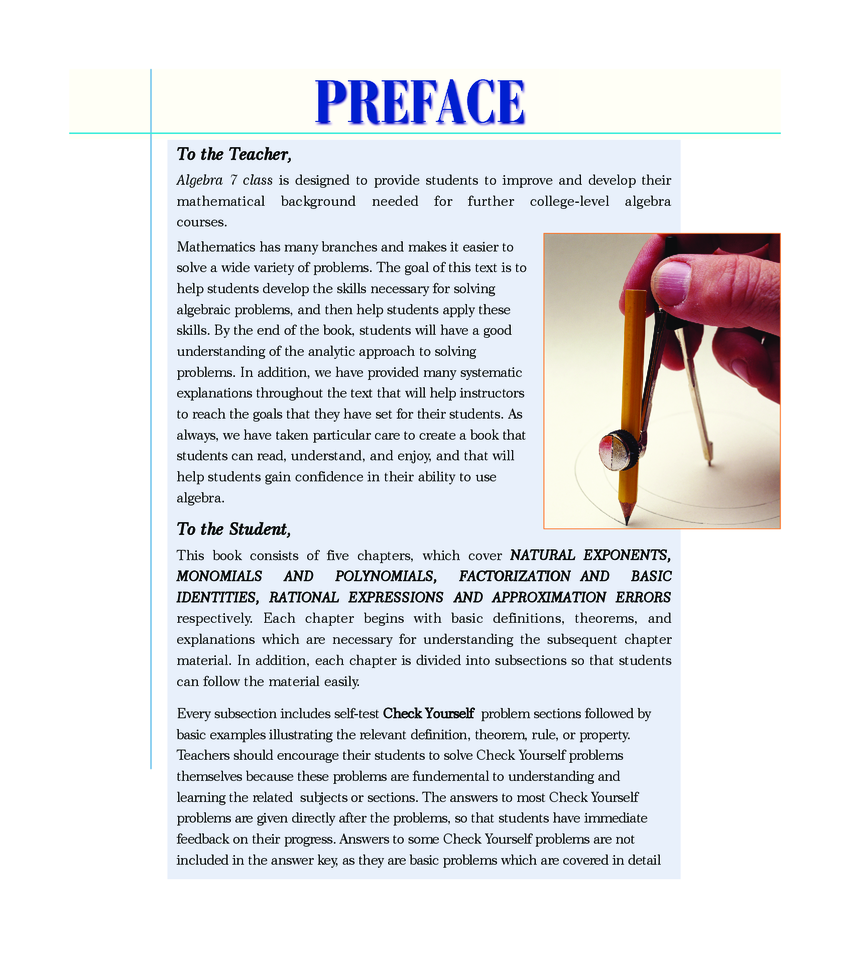 PREFACE
To the Teacher,
Algebra 7 class is designed to provide students to improve and develop their
mathematical background needed for further college-level algebra
courses.
Mathematics has many branches and makes it easier to
solve a wide variety of problems. The goal of this text is to
help students develop the skills necessary for solving
algebraic problems, and then help students apply these
skills. By the end of the book, students will have a good
understanding of the analytic approach to solving
problems. In addition, we have provided many systematic
explanations throughout the text that will help instructors
to reach the goals that they have set for their students. As
always, we have taken particular care to create a book that
students can read, understand, and enjoy, and that will
help students gain confidence in their ability to use
algebra.
To the Student,
This book consists of five chapters, which cover NATURAL EXPONENTS,
MONOMIALS AND POLYNOMIALS, FACTORIZATION AND BASIC
IDENTITIES, RATIONAL EXPRESSIONS AND APPROXIMATION ERRORS
respectively. Each chapter begins with basic definitions, theorems, and
explanations which are necessary for understanding the subsequent chapter
material. In addition, each chapter is divided into subsections so that students
can follow the material easily.
Every subsection includes self-test Check Yourself problem sections followed by
basic examples illustrating the relevant definition, theorem, rule, or property.
Teachers should encourage their students to solve Check Yourself problems
themselves because these problems are fundemental to understanding and
learning the related subjects or sections. The answers to most Check Yourself
problems are given directly after the problems, so that students have immediate
feedback on their progress. Answers to some Check Yourself problems are not
included in the answer key, as they are basic problems which are covered in detail